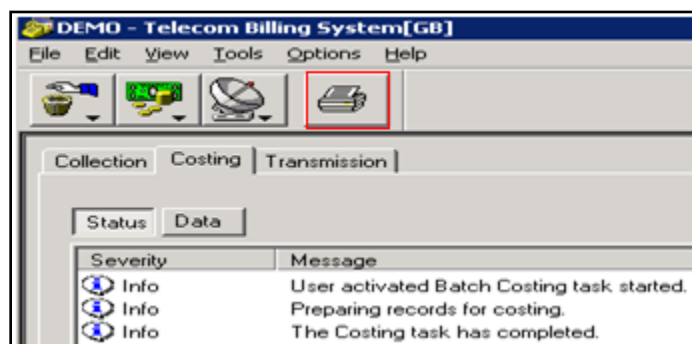 DEMO - Telecom Billing System[GB]
File Edit View Tools Options Help
Collection Costing Transmission
Status Data
Severity Message
Info User activated Batch Costing task started.
Info Preparing records for costing.
Info The Costing task has completed.